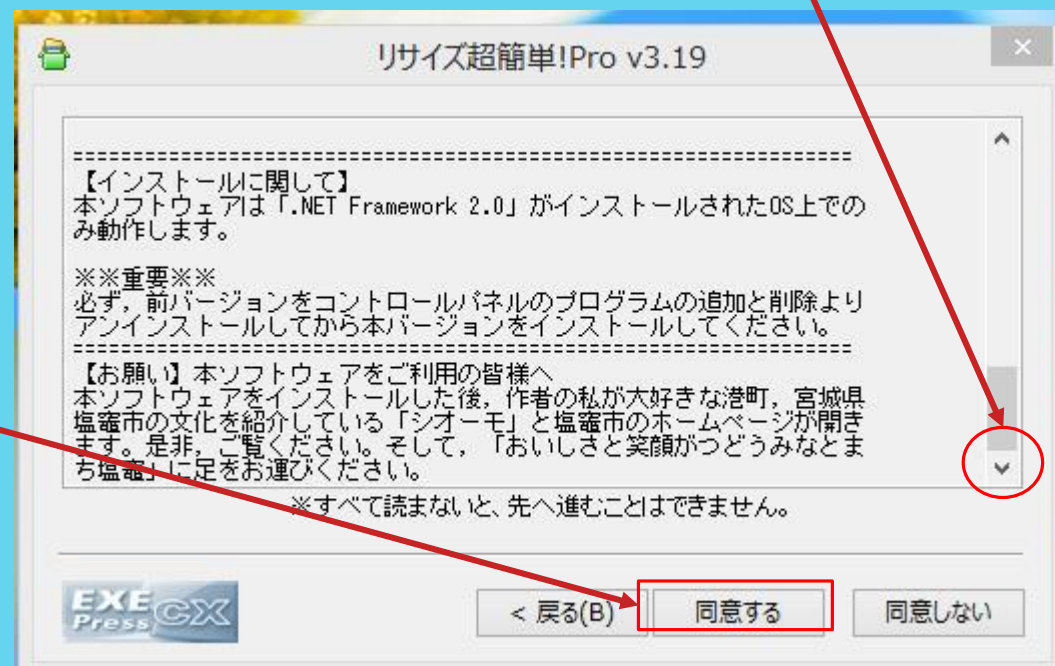 リサイズ超簡単!Pro v3.19
=================================================================
【インストールに関して】
本ソフトウェアは「.NET Framework 2.0」がインストールされたOS上での
み動作します。
※※重要※※
必ず，前バージョンをコントロールパネルのプログラムの追加と削除より
アンインストールしてから本バージョンをインストールしてください。
=================================================================
【お願い】本ソフトウェアをご利用の皆様へ
本ソフトウェアをインストールした後，作者の私が大好きな港町，宮城県
塩竈市の文化を紹介している「シオーモ」と塩竈市のホームページが開き
ます。是非，ご覧ください。そして，「おいしさと笑顔がつどうみなとま
ち塩竈」に足をお運びください。
※すべて読まないと、先へ進むことはできません。
EXE Press CX
< 戻る(B)
同意する
同意しない